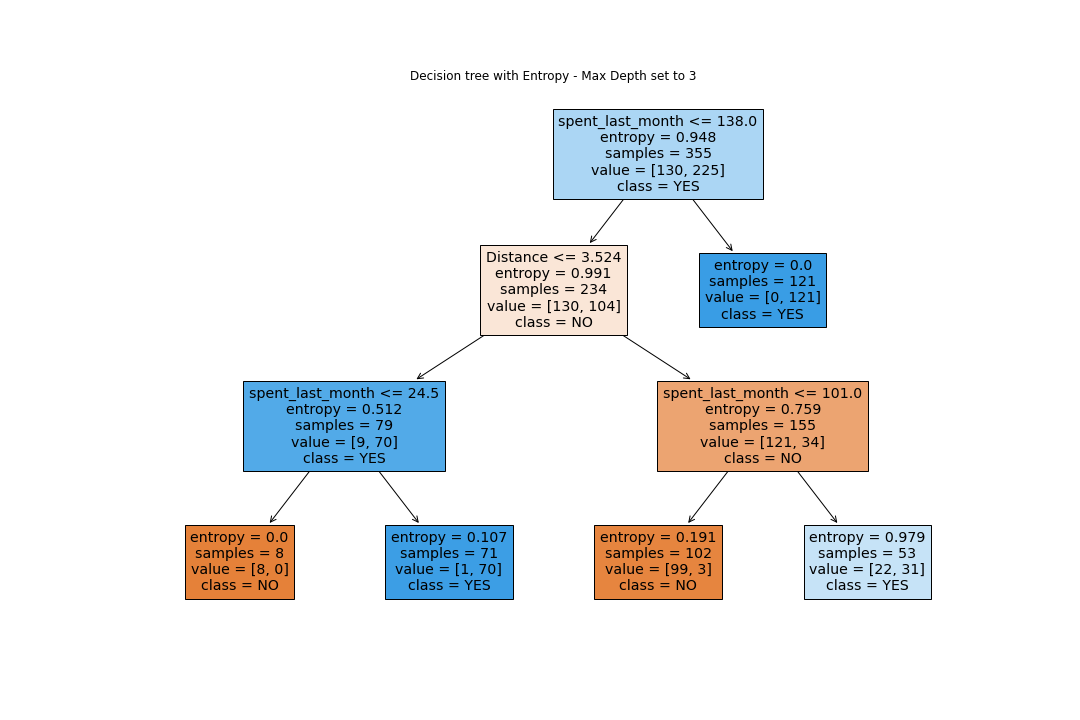 Decision tree with Entropy - Max Depth set to 3
spent_last_month <= 138.0
entropy = 0.948
samples = 355
value = [130, 225]
class = YES
Distance <= 3.524
entropy = 0.991
samples = 234
value = [130, 104]
class = NO
entropy = 0.0
samples = 121
value = [0, 121]
class = YES
spent_last_month <= 24.5
entropy = 0.512
samples = 79
value = [9, 70]
class = YES
spent_last_month <= 101.0
entropy = 0.759
samples = 155
value = [121, 34]
class = NO
entropy = 0.0
samples = 8
value = [8, 0]
class = NO
entropy = 0.107
samples = 71
value = [1, 70]
class = YES
entropy = 0.191
samples = 102
value = [99, 3]
class = NO
entropy = 0.979
samples = 53
value = [22, 31]
class = YES